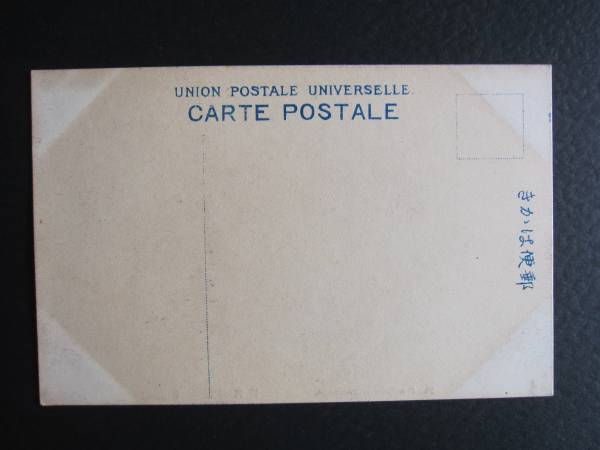 UNION POSTALE UNIVERSELLE.
CARTE POSTALE
きかは便郵